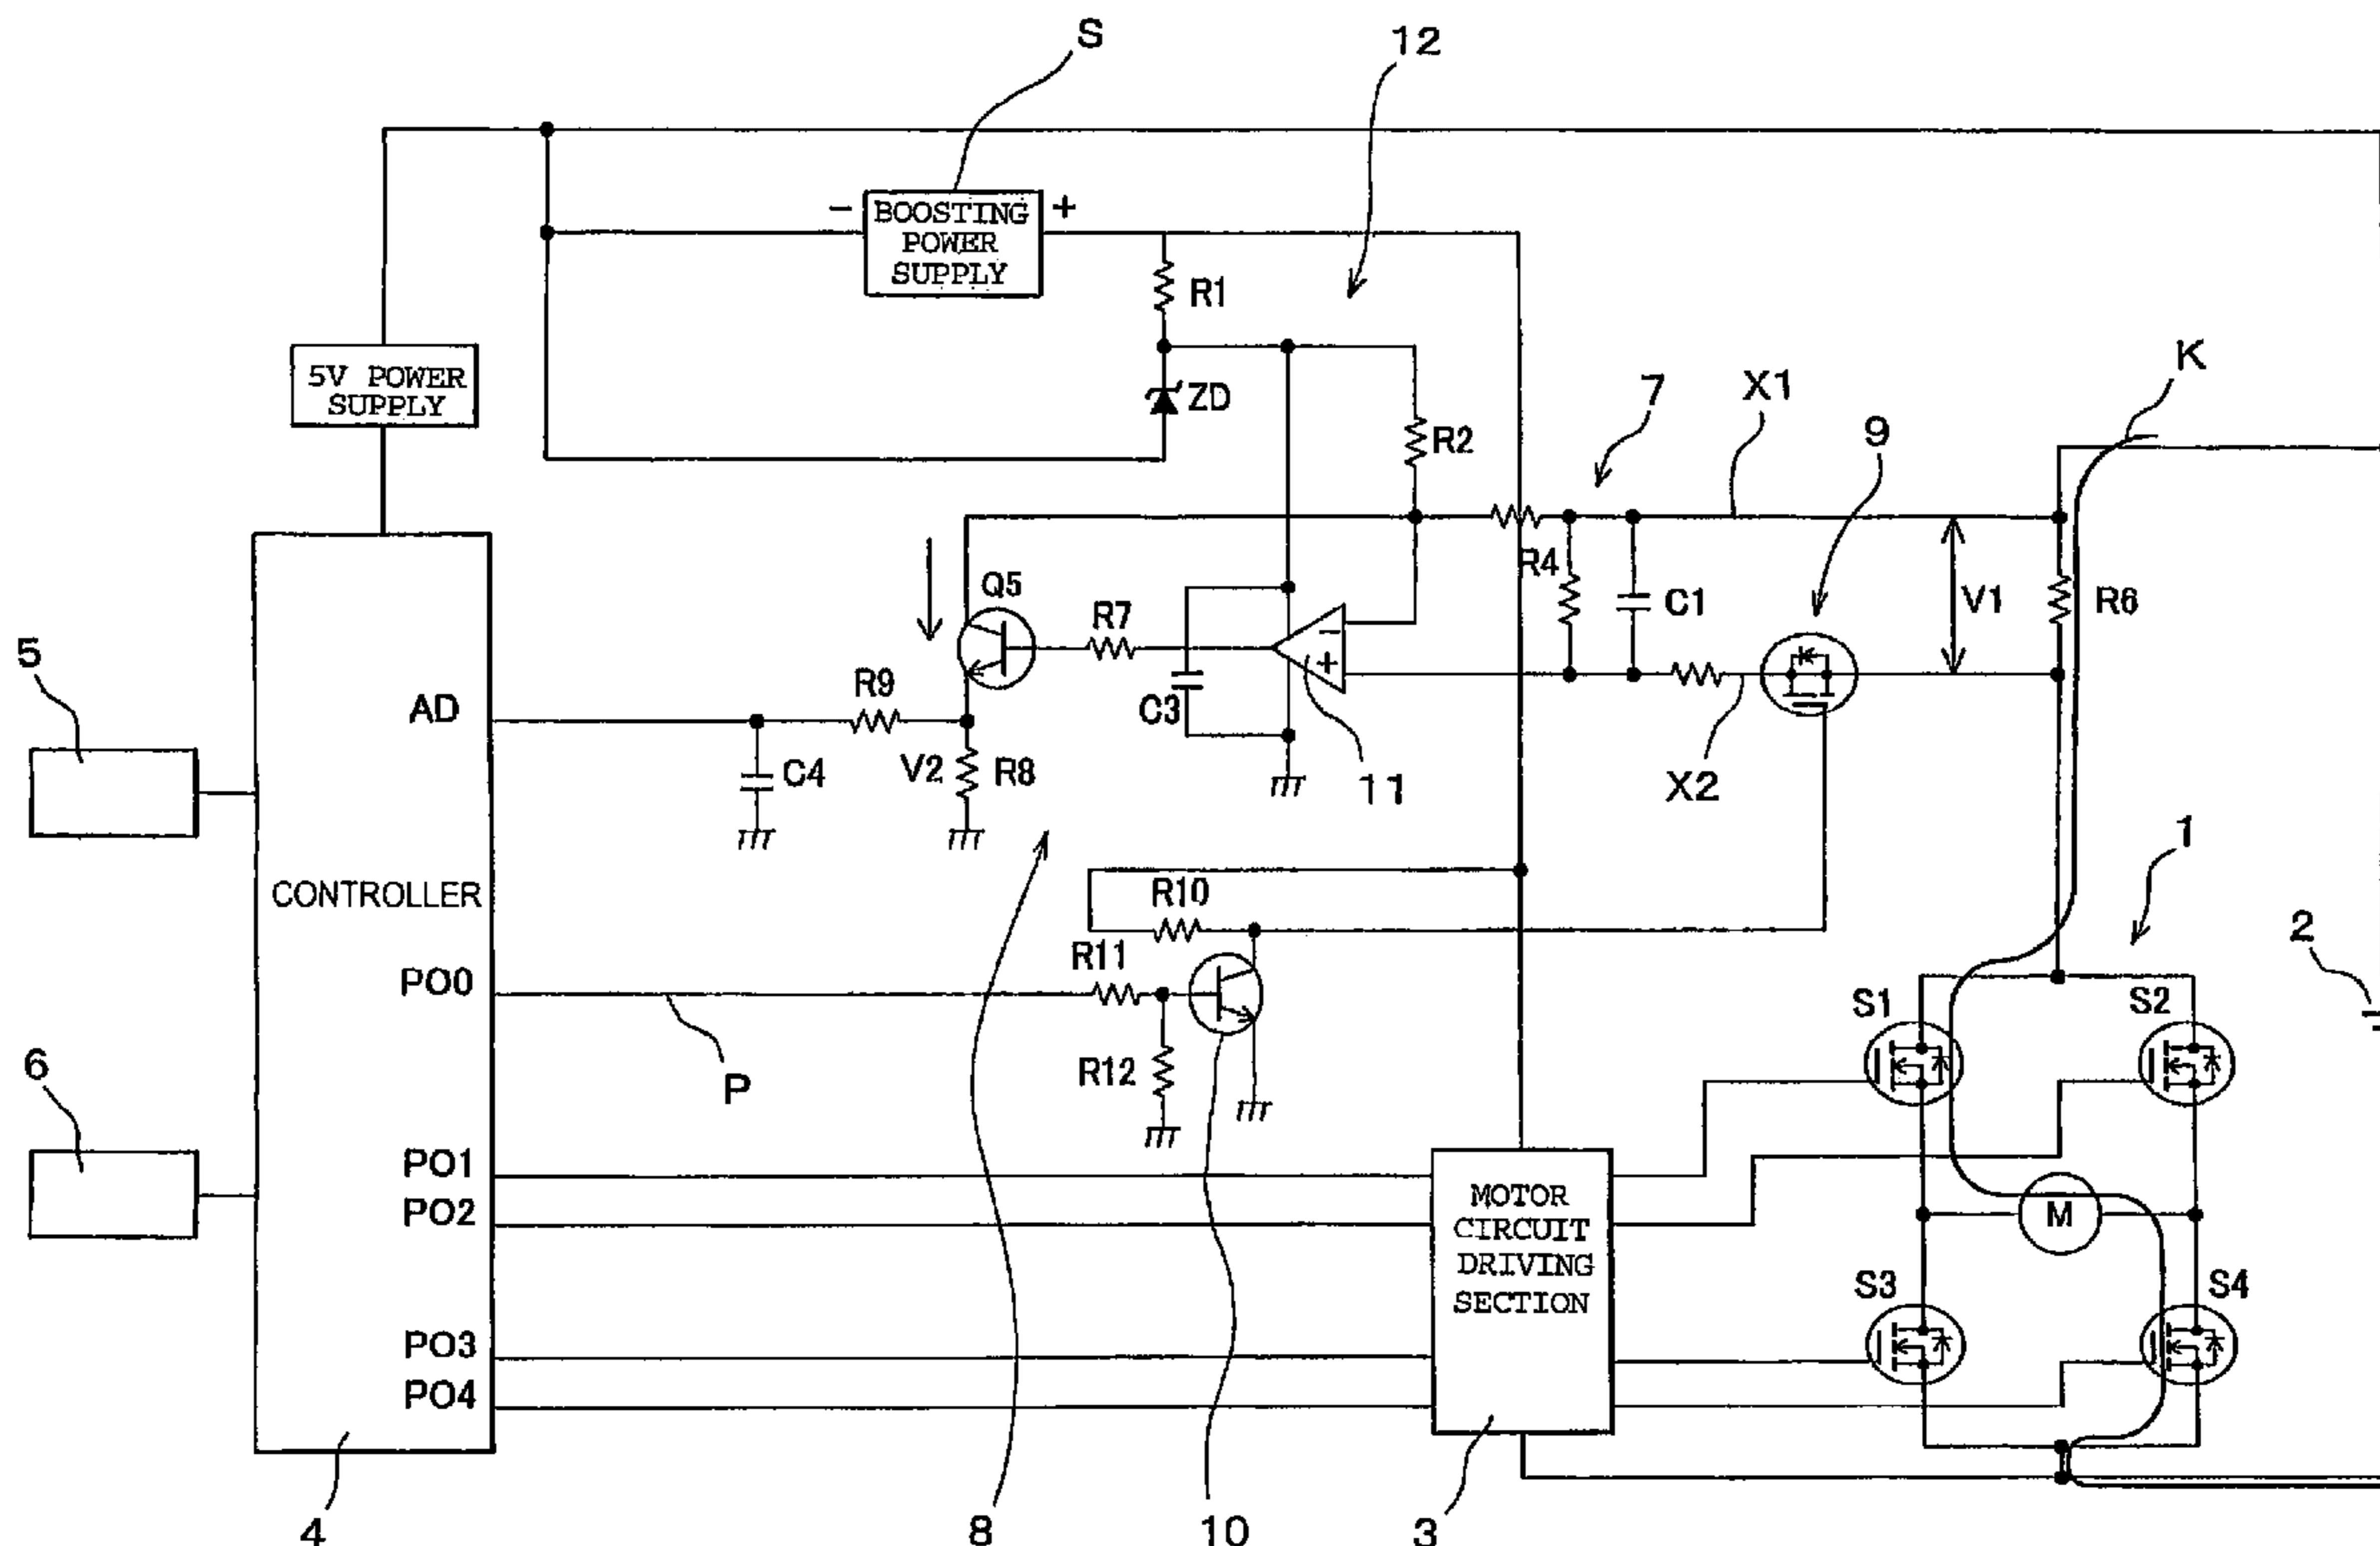 S
12
- BOOSTING +
POWER
SUPPLY
R1
5V POWER
SUPPLY
ZD
R2
7
X1
K
9
Q5
R7
R4
C1
V1
R6
5
AD
R9
C3
11
X2
V2
R8
C4
1
CONTROLLER
R10
2
PO0
R11
S1
S2
P
R12
6
PO1
PO2
MOTOR
CIRCUIT
DRIVING
SECTION
M
S3
S4
PO3
PO4
4
8
10
3